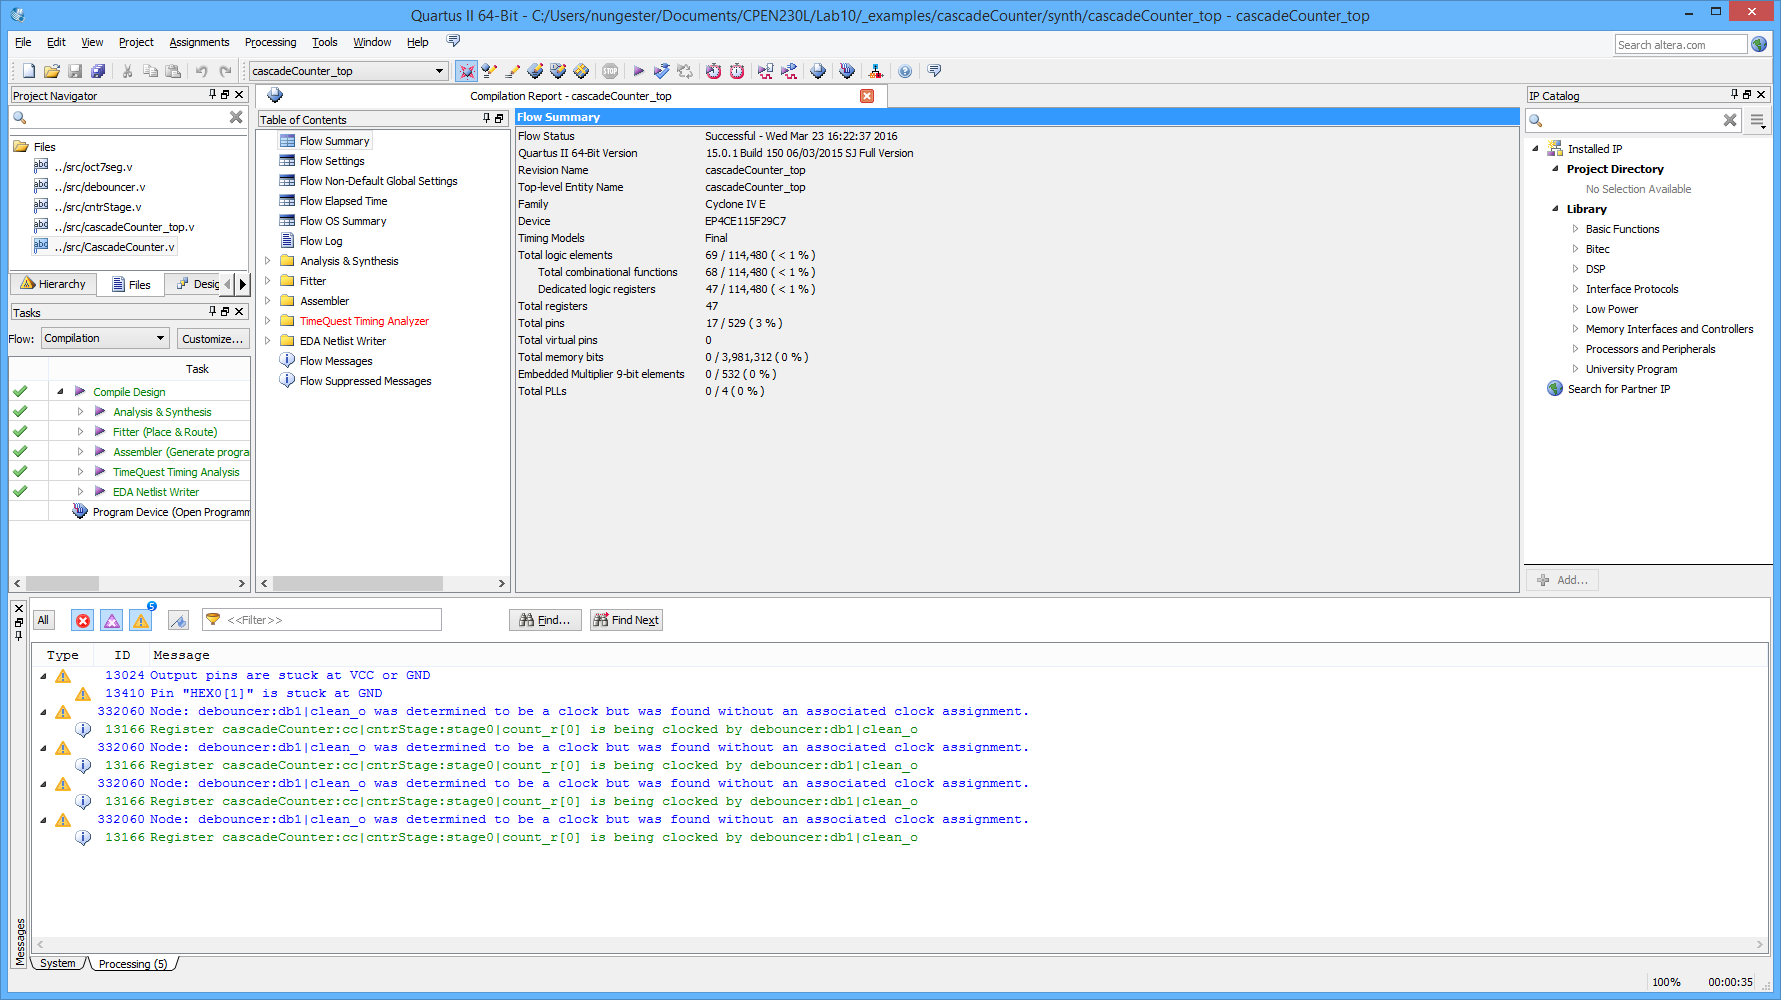 Quartus II 64-Bit - C:/Users/nungester/Documents/CPEN230L/Lab10/_examples/cascadeCounter/synth/cascadeCounter_top - cascadeCounter_top
File Edit View Project Assignments Processing Tools Window Help
Search altera.com
cascadeCounter_top
STOP
Project Navigator
Files
../src/oct7seg.v
../src/debouncer.v
../src/cntrStage.v
../src/cascadeCounter_top.v
../src/CascadeCounter.v
Hierarchy Files Desig
Tasks
Flow: Compilation Customize...
Task
Compile Design
Analysis & Synthesis
Fitter (Place & Route)
Assembler (Generate progra
TimeQuest Timing Analysis
EDA Netlist Writer
Program Device (Open Programm
Compilation Report - cascadeCounter_top
Table of Contents
Flow Summary
Flow Settings
Flow Non-Default Global Settings
Flow Elapsed Time
Flow OS Summary
Flow Log
Analysis & Synthesis
Fitter
Assembler
TimeQuest Timing Analyzer
EDA Netlist Writer
Flow Messages
Flow Suppressed Messages
Flow Summary
Flow Status Successful - Wed Mar 23 16:22:37 2016
Quartus II 64-Bit Version 15.0.1 Build 150 06/03/2015 SJ Full Version
Revision Name cascadeCounter_top
Top-level Entity Name cascadeCounter_top
Family Cyclone IV E
Device EP4CE115F29C7
Timing Models Final
Total logic elements 69 / 114,480 ( < 1 % )
Total combinational functions 68 / 114,480 ( < 1 % )
Dedicated logic registers 47 / 114,480 ( < 1 % )
Total registers 47
Total pins 17 / 529 ( 3 % )
Total virtual pins 0
Total memory bits 0 / 3,981,312 ( 0 % )
Embedded Multiplier 9-bit elements 0 / 532 ( 0 % )
Total PLLs 0 / 4 ( 0 % )
IP Catalog
Installed IP
Project Directory
No Selection Available
Library
Basic Functions
Bitec
DSP
Interface Protocols
Low Power
Memory Interfaces and Controllers
Processors and Peripherals
University Program
Search for Partner IP
Add...
All 5 <<Filter>> Find... Find Next
Type ID Message
13024 Output pins are stuck at VCC or GND
13410 Pin "HEX0[1]" is stuck at GND
332060 Node: debouncer:db1|clean_o was determined to be a clock but was found without an associated clock assignment.
13166 Register cascadeCounter:cc|cntrStage:stage0|count_r[0] is being clocked by debouncer:db1|clean_o
332060 Node: debouncer:db1|clean_o was determined to be a clock but was found without an associated clock assignment.
13166 Register cascadeCounter:cc|cntrStage:stage0|count_r[0] is being clocked by debouncer:db1|clean_o
332060 Node: debouncer:db1|clean_o was determined to be a clock but was found without an associated clock assignment.
13166 Register cascadeCounter:cc|cntrStage:stage0|count_r[0] is being clocked by debouncer:db1|clean_o
332060 Node: debouncer:db1|clean_o was determined to be a clock but was found without an associated clock assignment.
13166 Register cascadeCounter:cc|cntrStage:stage0|count_r[0] is being clocked by debouncer:db1|clean_o
Messages
System Processing (5)
100% 00:00:35